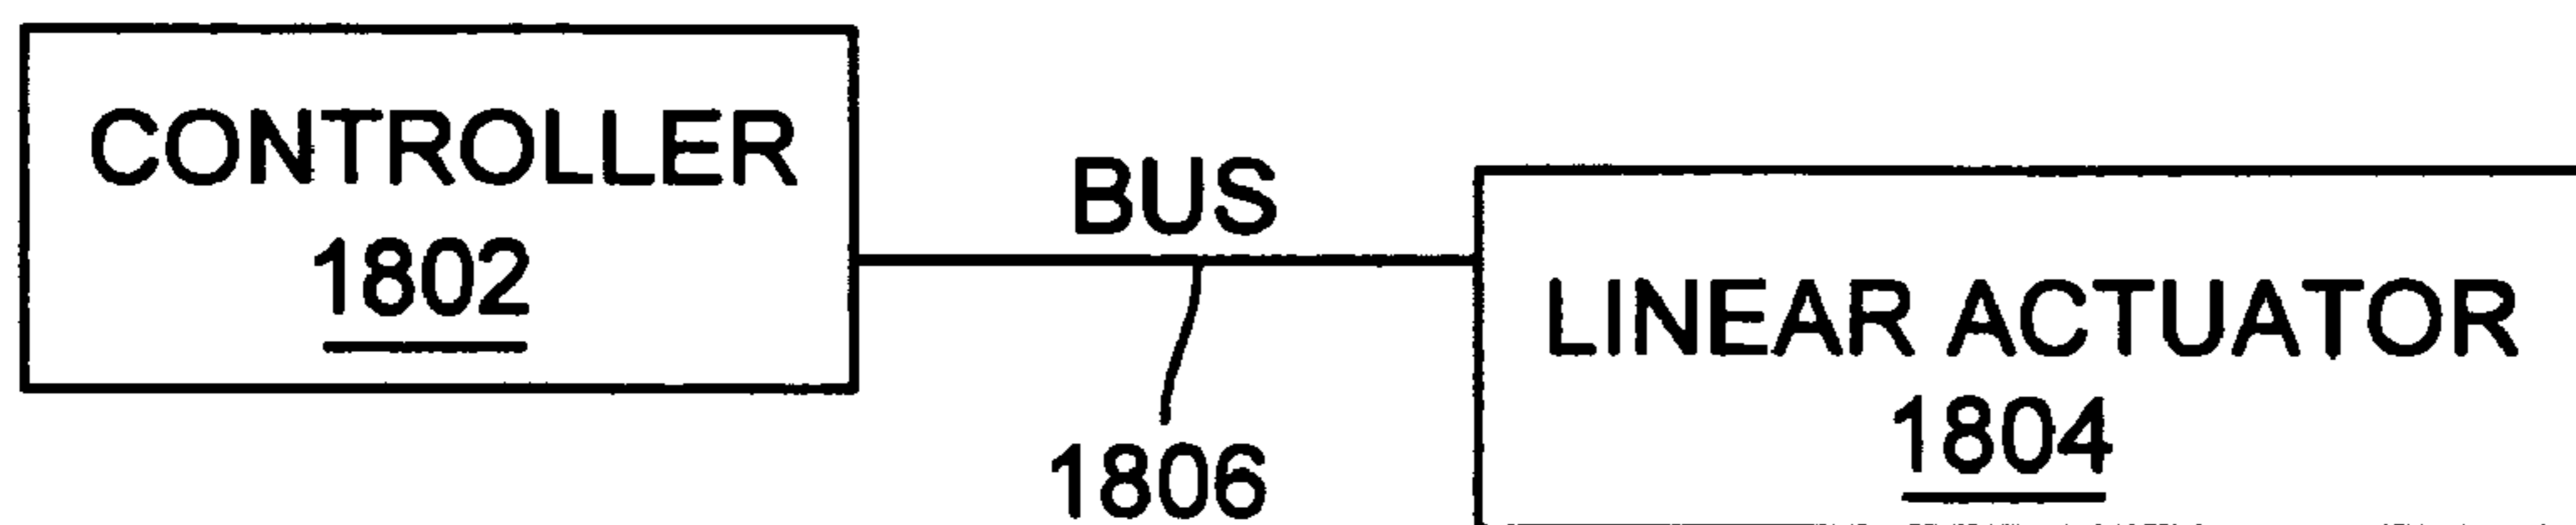 CONTROLLER
1802
BUS
1806
LINEAR ACTUATOR
1804